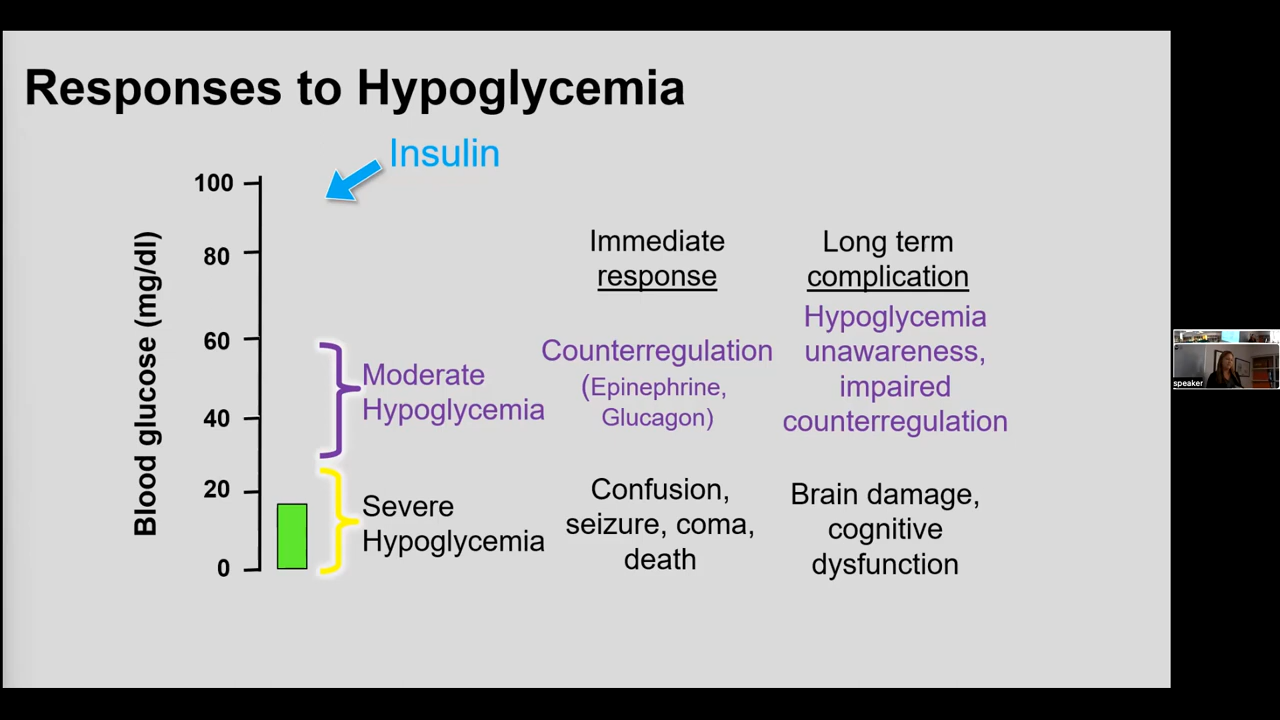 Responses to Hypoglycemia
Insulin
Blood glucose (mg/dl)
100
80
60
40
20
0
Immediate
response
Long term
complication
Moderate
Hypoglycemia
Counterregulation
(Epinephrine,
Glucagon)
Hypoglycemia
unawareness,
impaired
counterregulation
Severe
Hypoglycemia
Confusion,
seizure, coma,
death
Brain damage,
cognitive
dysfunction
speaker